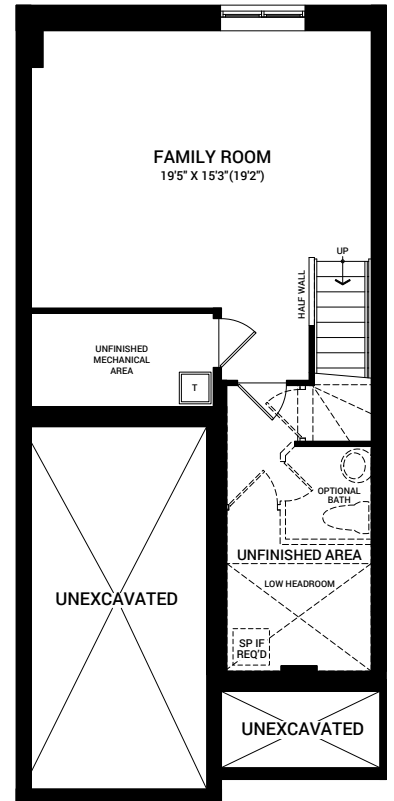 FAMILY ROOM
19'5" X 15'3"(19'2")
UP
HALF WALL
UNFINISHED
MECHANICAL
AREA
T
OPTIONAL
BATH
UNFINISHED AREA
LOW HEADROOM
UNEXCAVATED
SP IF
REQ'D
UNEXCAVATED